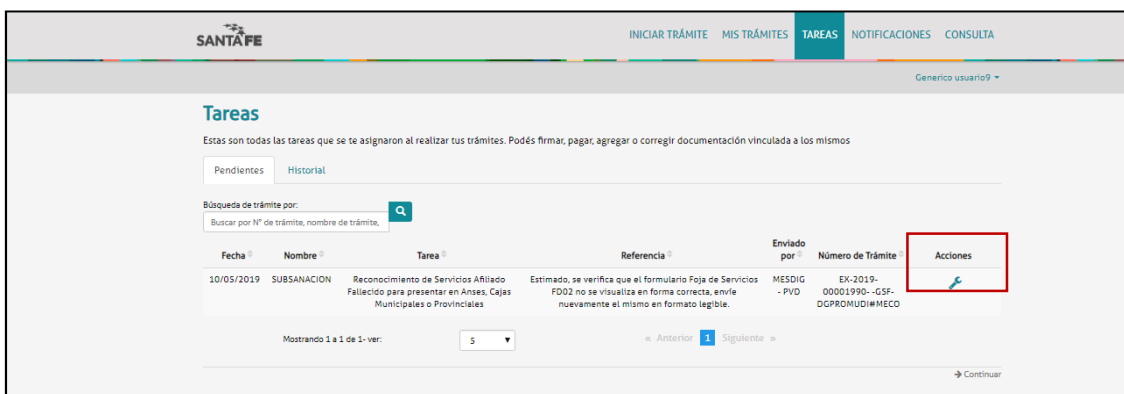 SANTA FE
INICIAR TRÁMITE MIS TRÁMITES TAREAS NOTIFICACIONES CONSULTA
Generico usuario9
Tareas
Estas son todas las tareas que se te asignaron al realizar tus trámites. Podés firmar, pagar, agregar o corregir documentación vinculada a los mismos
Pendientes Historial
Búsqueda de trámite por:
Buscar por N° de trámite, nombre de trámite,
Fecha Nombre Tarea Referencia Enviado por Número de Trámite Acciones
10/05/2019 SUBSANACION Reconocimiento de Servicios Afiliado Estimado, se verifica que el formulario Foja de Servicios MESDIG EX-2019-
Fallecido para presentar en Anses, Cajas FD02 no se visualiza en forma correcta, envíe - PVD 00001990- -GSF-
Municipales o Provinciales nuevamente el mismo en formato legible. DGPROMUDI#MECO
Mostrando 1 a 1 de 1- ver: 5 « Anterior 1 Siguiente »
→ Continuar